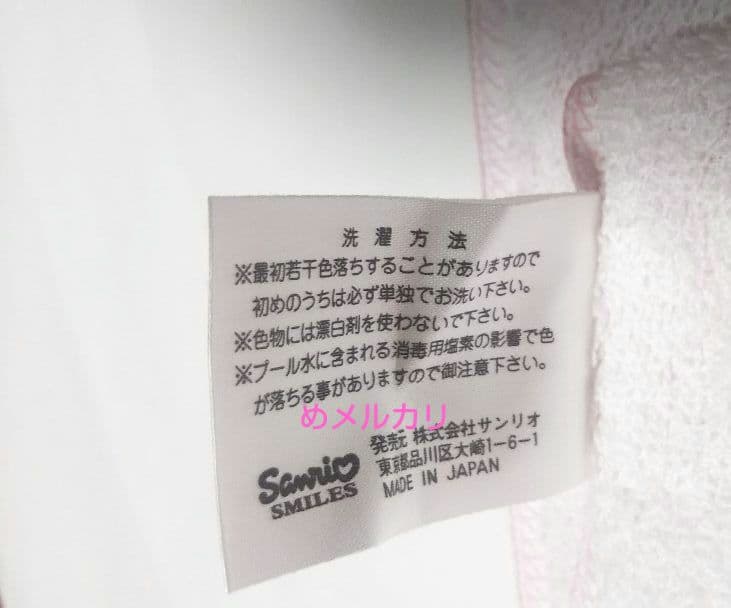 洗濯方法
※最初若干色落ちすることがありますので
初めのうちは必ず単独でお洗い下さい。
※色物には漂白剤を使わないで下さい。
※プール水に含まれる消毒用塩素の影響で色
が落ちる事がありますので御注意下さい。
めメルカリ
Sanrio
SMILES
発売元 株式会社サンリオ
東京都品川区大崎1-6-1
MADE IN JAPAN